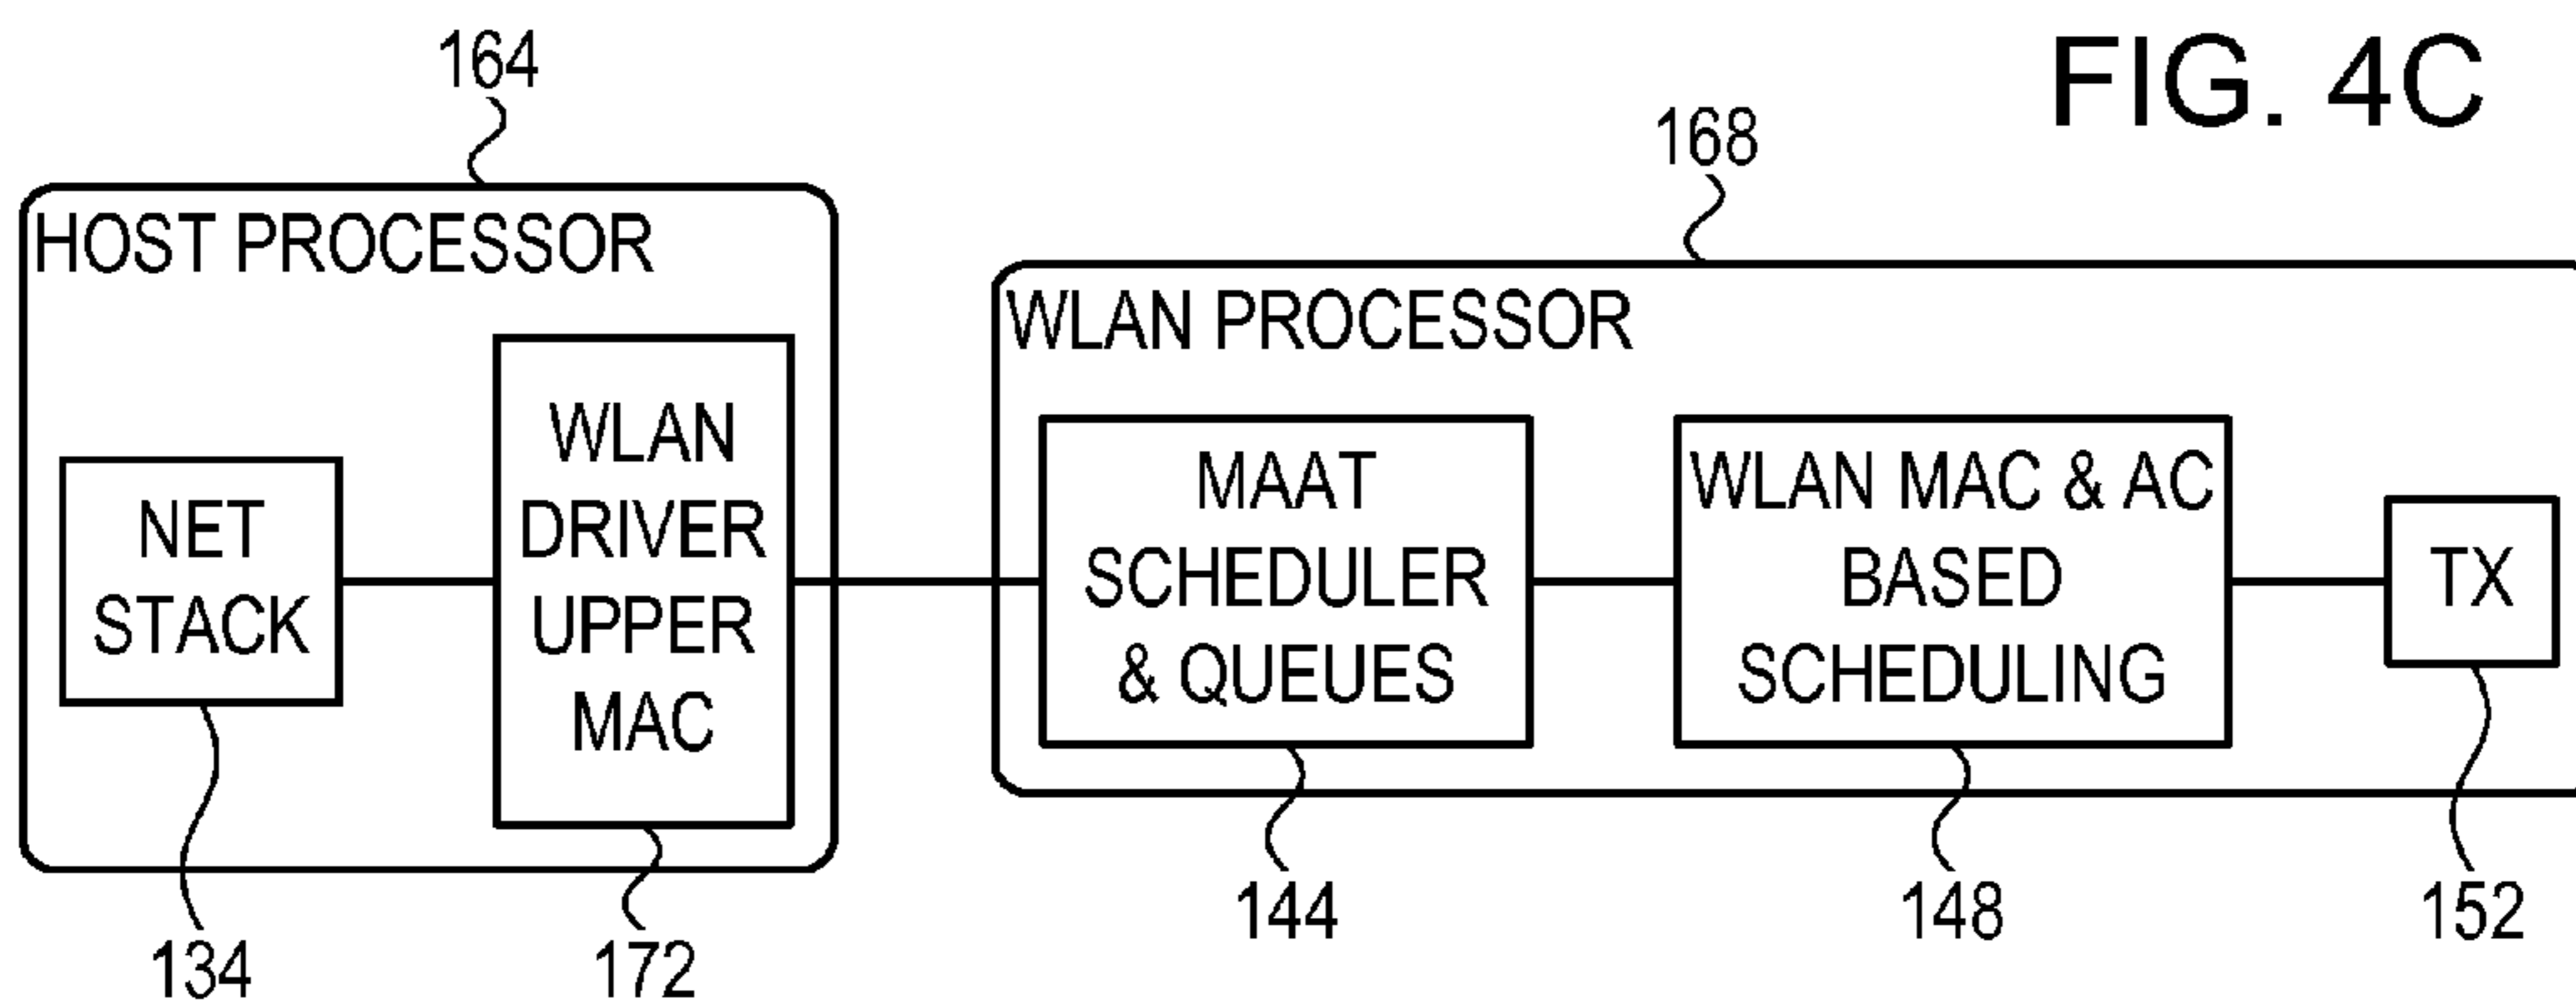 FIG. 4C
164
168
HOST PROCESSOR
WLAN PROCESSOR
NET
STACK
WLAN
DRIVER
UPPER
MAC
MAAT
SCHEDULER
& QUEUES
WLAN MAC & AC
BASED
SCHEDULING
TX
134
172
144
148
152